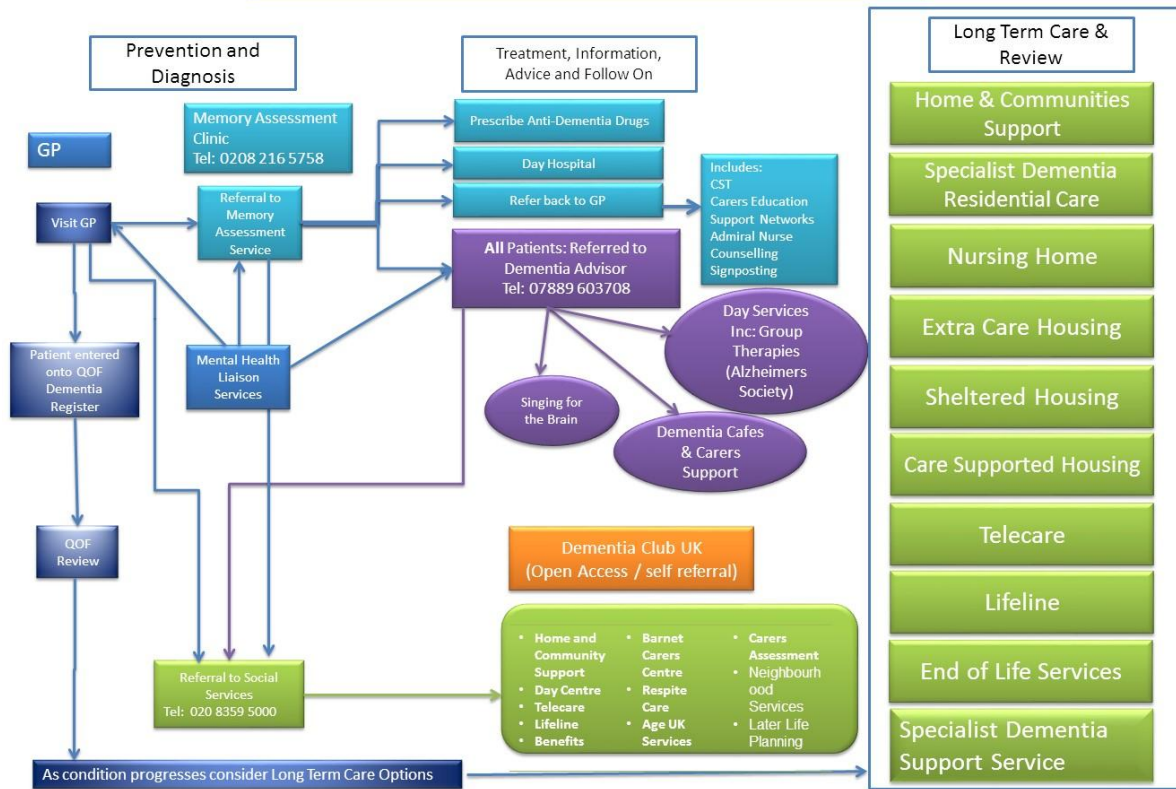 Prevention and
Diagnosis
Treatment, Information,
Advice and Follow On
Long Term Care &
Review
GP
Memory Assessment
Clinic
Tel: 0208 216 5758
Visit GP
Referral to
Memory
Assessment
Service
Prescribe Anti-Dementia Drugs
Day Hospital
Refer back to GP
Includes:
CST
Carers Education
Support Networks
Admiral Nurse
Counselling
Signposting
All Patients: Referred to
Dementia Advisor
Tel: 07889 603708
Patient entered
onto QOF
Dementia
Register
Mental Health
Liaison
Services
Day Services
Inc: Group
Therapies
(Alzheimers
Society)
Singing for
the Brain
Dementia Cafes
& Carers
Support
QOF
Review
Dementia Club UK
(Open Access / self referral)
Referral to Social
Services
Tel: 020 8359 5000
• Home and
Community
Support
• Day Centre
• Telecare
• Lifeline
• Benefits
• Barnet
Carers
Centre
• Respite
Care
• Age UK
Services
• Carers
Assessment
• Neighbourh
ood
Services
• Later Life
Planning
As condition progresses consider Long Term Care Options
Home & Communities
Support
Specialist Dementia
Residential Care
Nursing Home
Extra Care Housing
Sheltered Housing
Care Supported Housing
Telecare
Lifeline
End of Life Services
Specialist Dementia
Support Service